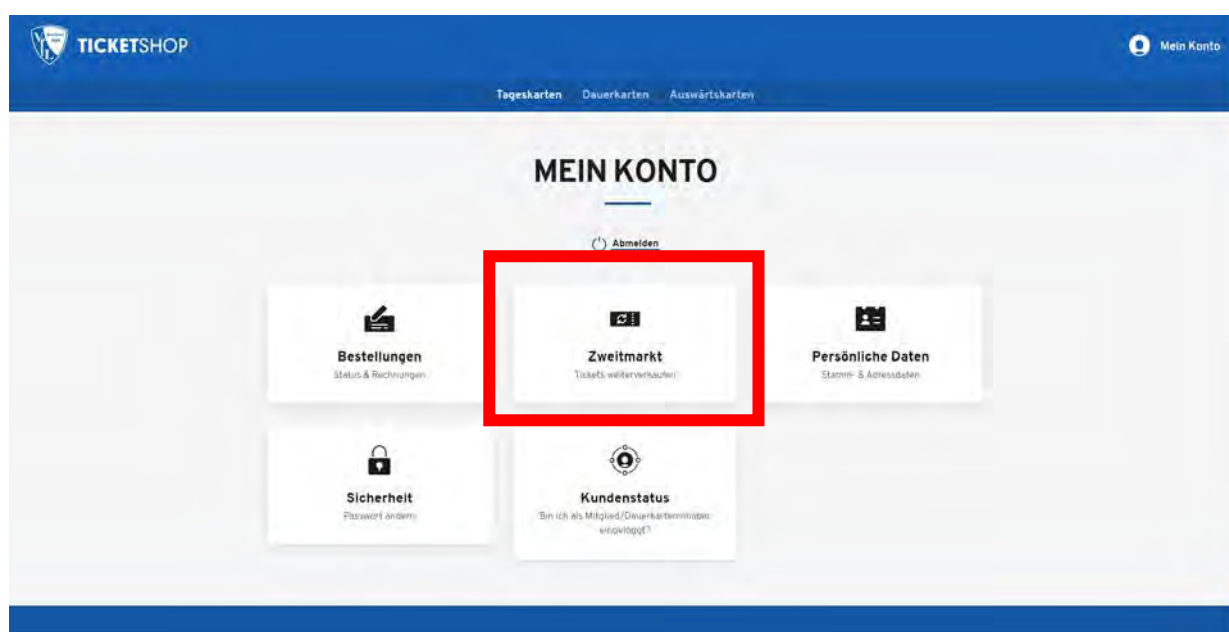 TICKETSHOP
Mein Konto
Tageskarten Dauerkarten Auswärtskarten
MEIN KONTO
Abmelden
Bestellungen
Status & Rechnungen
Zweitmarkt
Tickets weiterverkaufen
Persönliche Daten
Stamm- & Adressdaten
Sicherheit
Passwort ändern
Kundenstatus
Bin ich als Mitglied/Dauerkarteninhaber
eingeloggt?